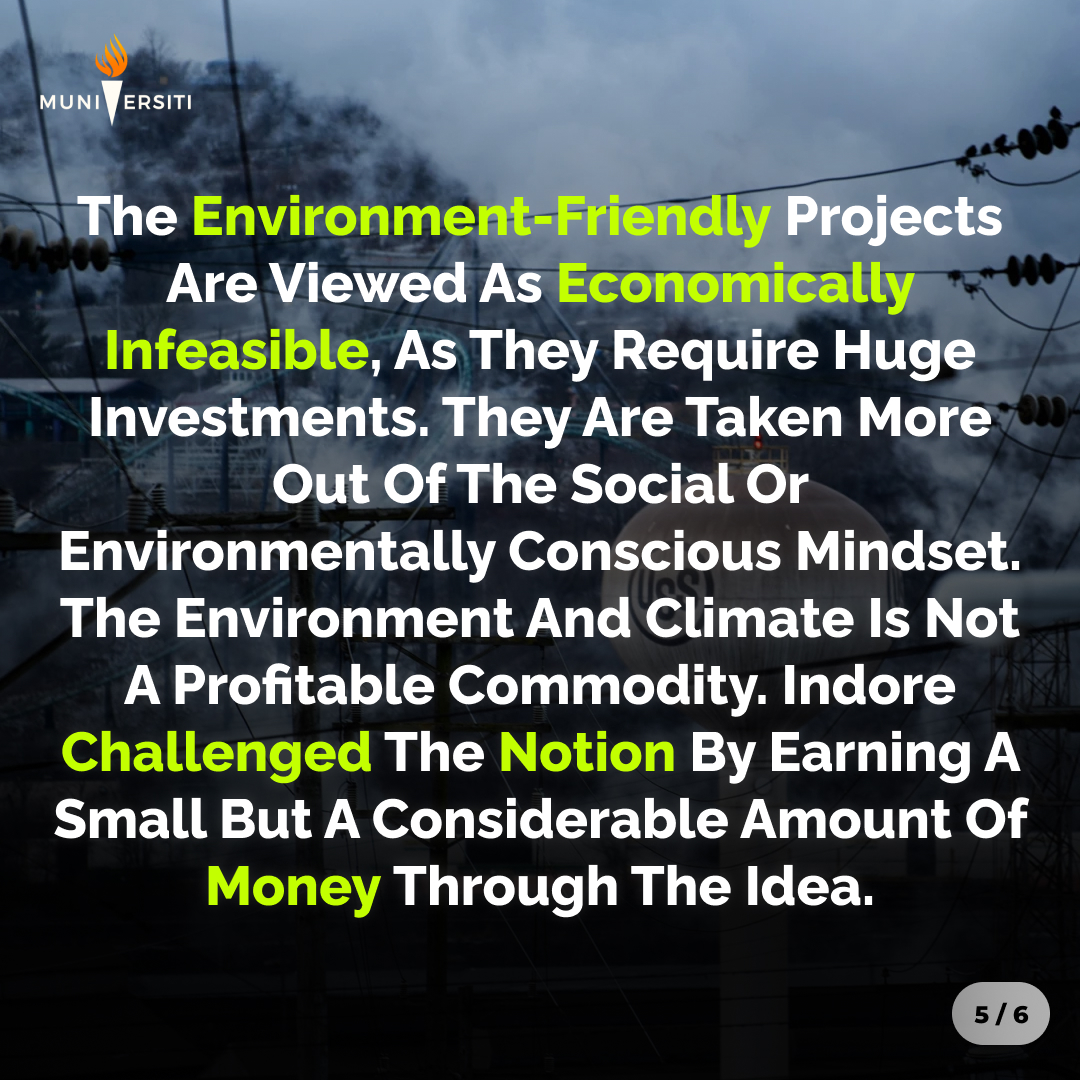 MUNIVERSITI
The Environment-Friendly Projects
Are Viewed As Economically
Infeasible, As They Require Huge
Investments. They Are Taken More
Out Of The Social Or
Environmentally Conscious Mindset.
The Environment And Climate Is Not
A Profitable Commodity. Indore
Challenged The Notion By Earning A
Small But A Considerable Amount Of
Money Through The Idea.
USS
5 / 6